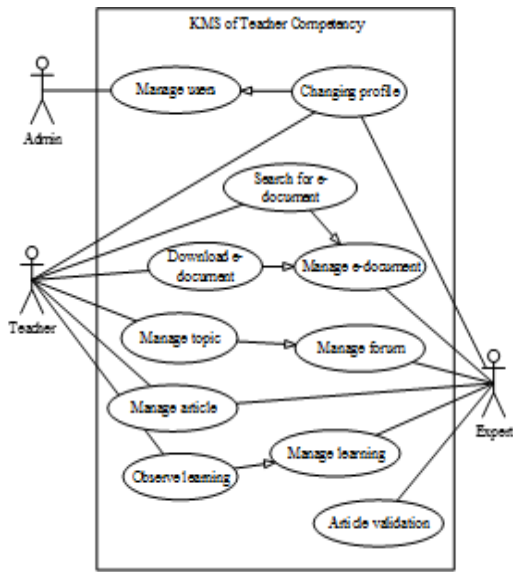 KMS of Teacher Competency
Manage users
Changing profile
Admin
Search for e-
document
Download e-
document
Manage e-document
Teacher
Manage topic
Manage forum
Manage article
Expert
Manage learning
Observe learning
Article validation